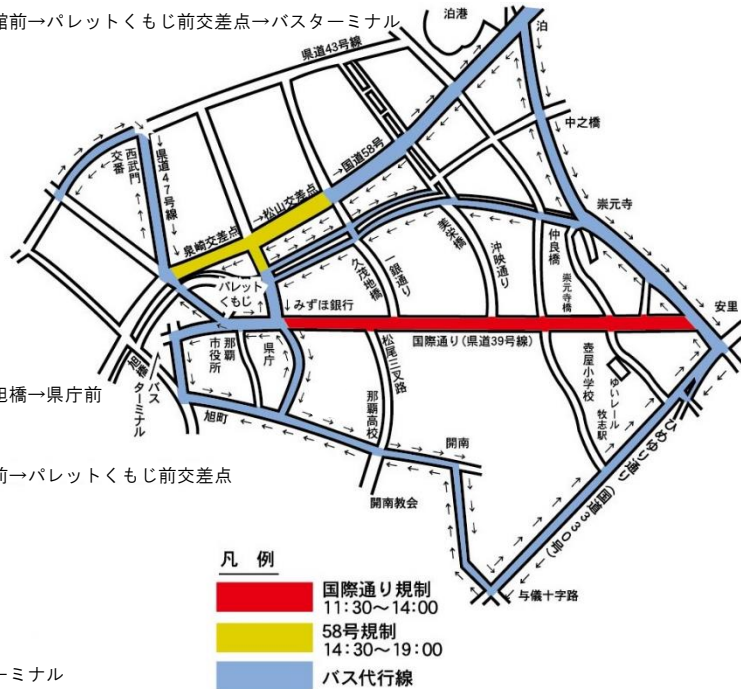 館前→パレットくもじ前交差点→バスターミナル
泊港
泊
県道43号線
中之橋
西武門
交番
→県道47号線→
→国道58号
→松山交差点
泉崎交差点
崇元寺
美栄橋
沖映通り
仲良橋
崇元寺橋
一銀通り
久茂地橋
パレット
くもじ
↓みずほ銀行
安里
国際通り(県道39号線)
那覇
市役所
県庁
松尾三叉路
壺屋小学校
ゆいレール
牧志駅
旭橋
バス
ターミナル
旭橋→県庁前
旭町
那覇高校
開南
ひめゆり通り(国道330号)
前→パレットくもじ前交差点
開南教会
与儀十字路
凡 例
国際通り規制
11:30~14:00
58号規制
14:30~19:00
バス代行線
ーミナル